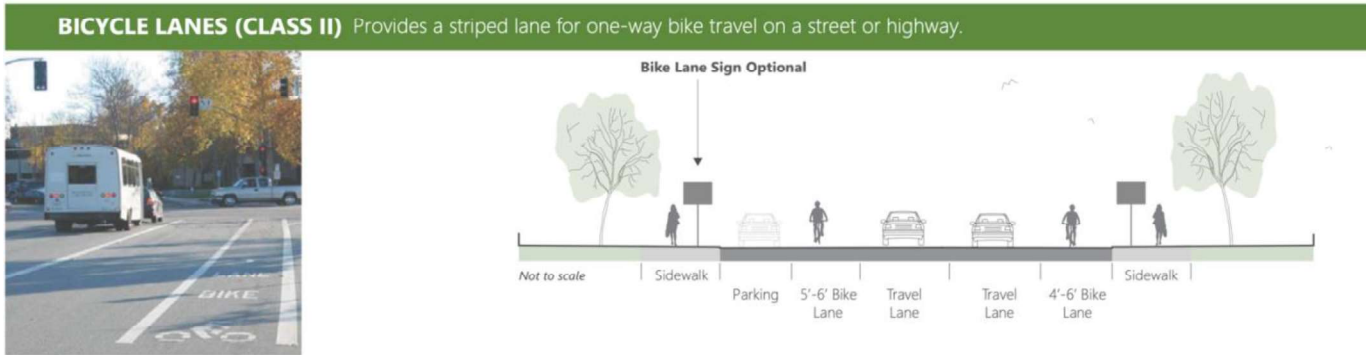 BICYCLE LANES (CLASS II) Provides a striped lane for one-way bike travel on a street or highway.
Bike Lane Sign Optional
LANE
BIKE
Not to scale
Sidewalk
Sidewalk
Parking
5'-6' Bike
Lane
Travel
Lane
Travel
Lane
4'-6' Bike
Lane